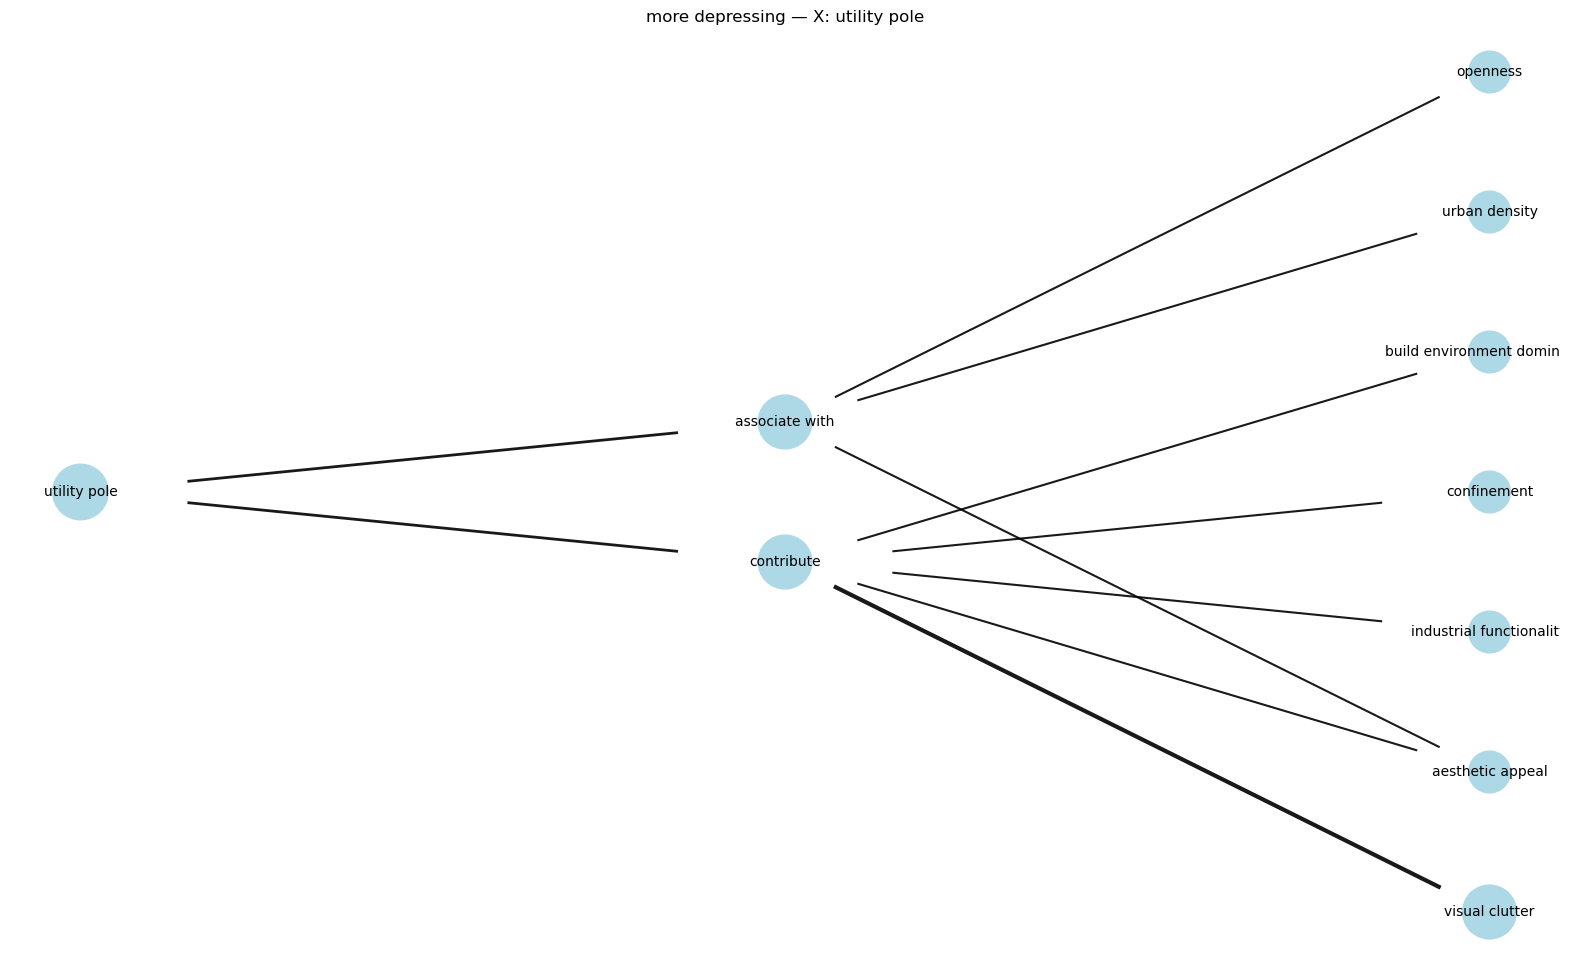 more depressing — X: utility pole
openness
urban density
build environment domin
associate with
utility pole
confinement
contribute
industrial functionalit
aesthetic appeal
visual clutter